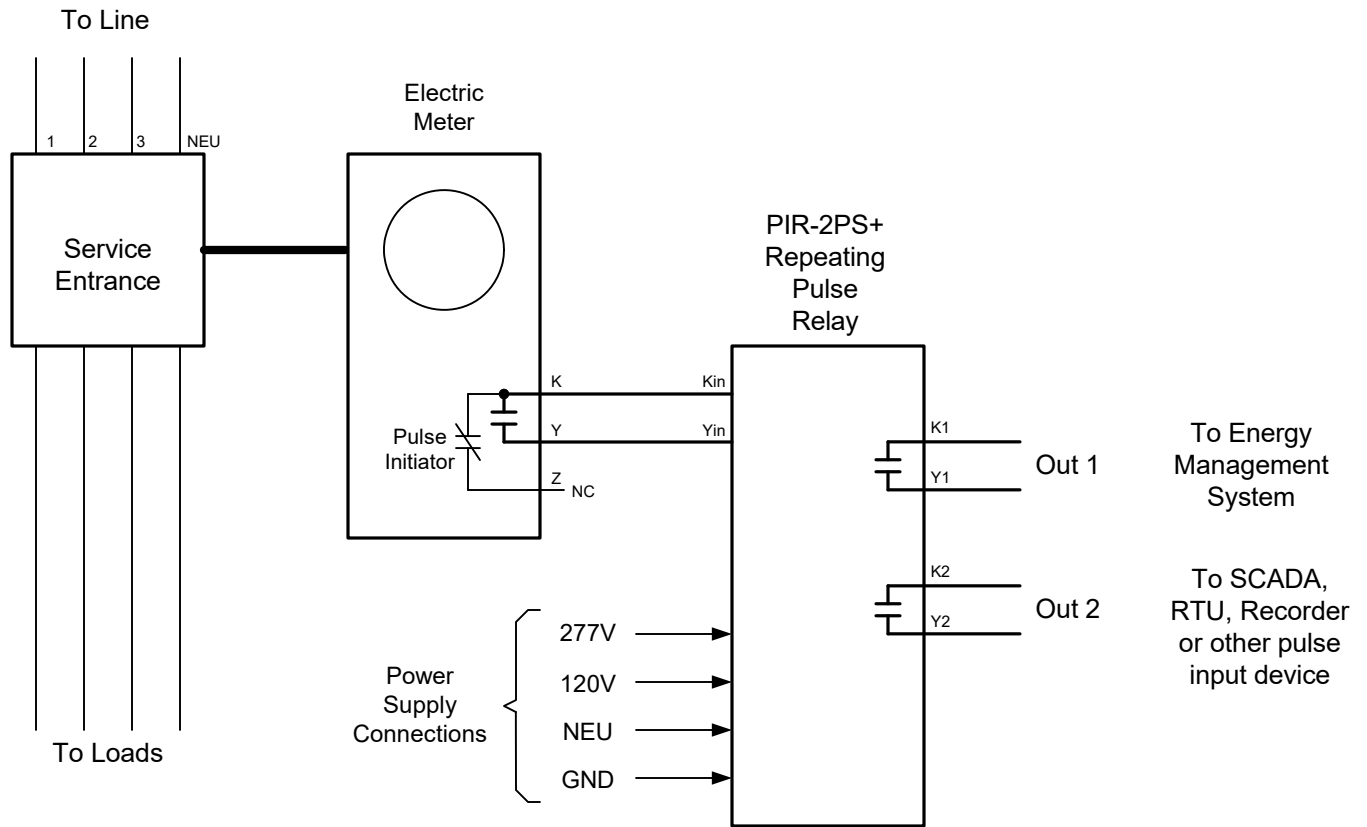 To Line
1
2
3
NEU
Service
Entrance
To Loads
Electric
Meter
Pulse
Initiator
K
Y
Z
NC
PIR-2PS+
Repeating
Pulse
Relay
Kin
Yin
K1
Y1
Out 1
To Energy
Management
System
K2
Y2
Out 2
To SCADA,
RTU, Recorder
or other pulse
input device
Power
Supply
Connections
277V
120V
NEU
GND